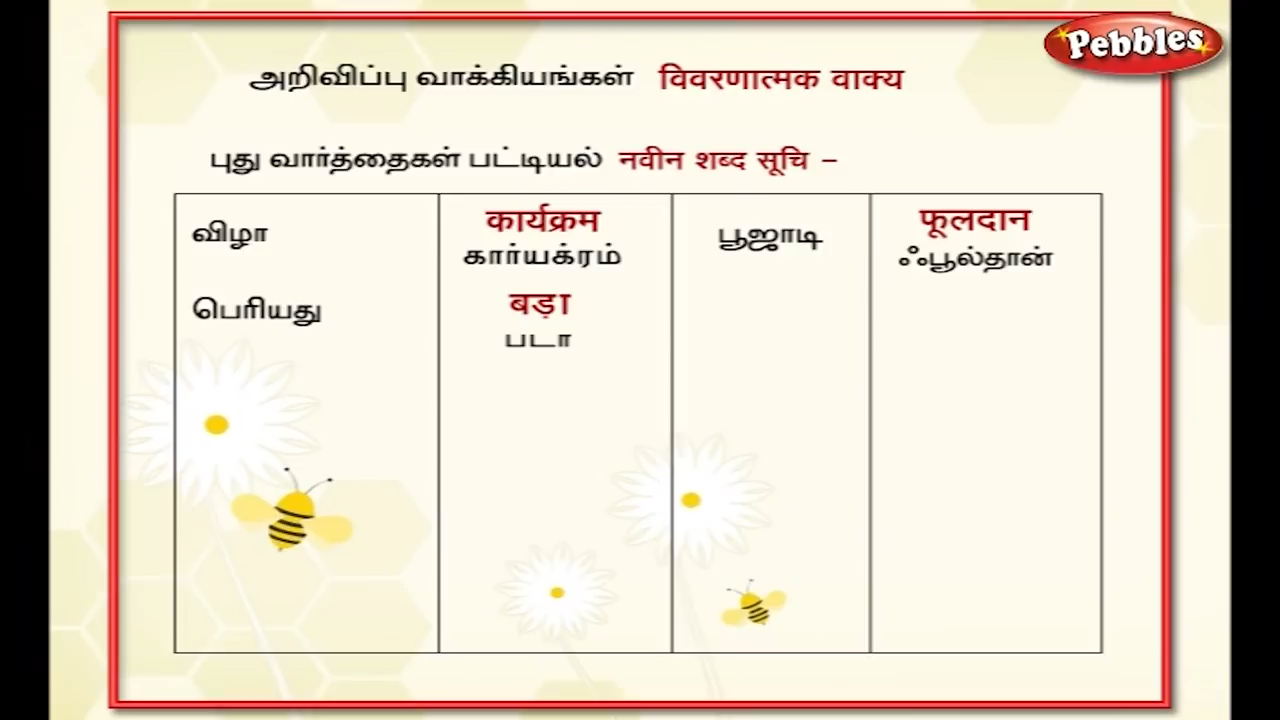 Pebbles
அறிவிப்பு வாக்கியங்கள் विवरणात्मक वाक्य
புது வார்த்தைகள் பட்டியல் नवीन शब्द सूचि –
விழா
कार्यक्रम
கார்யக்ரம்
பூஜாடி
फूलदान
ஃபூல்தான்
பெரியது
बड़ा
படா